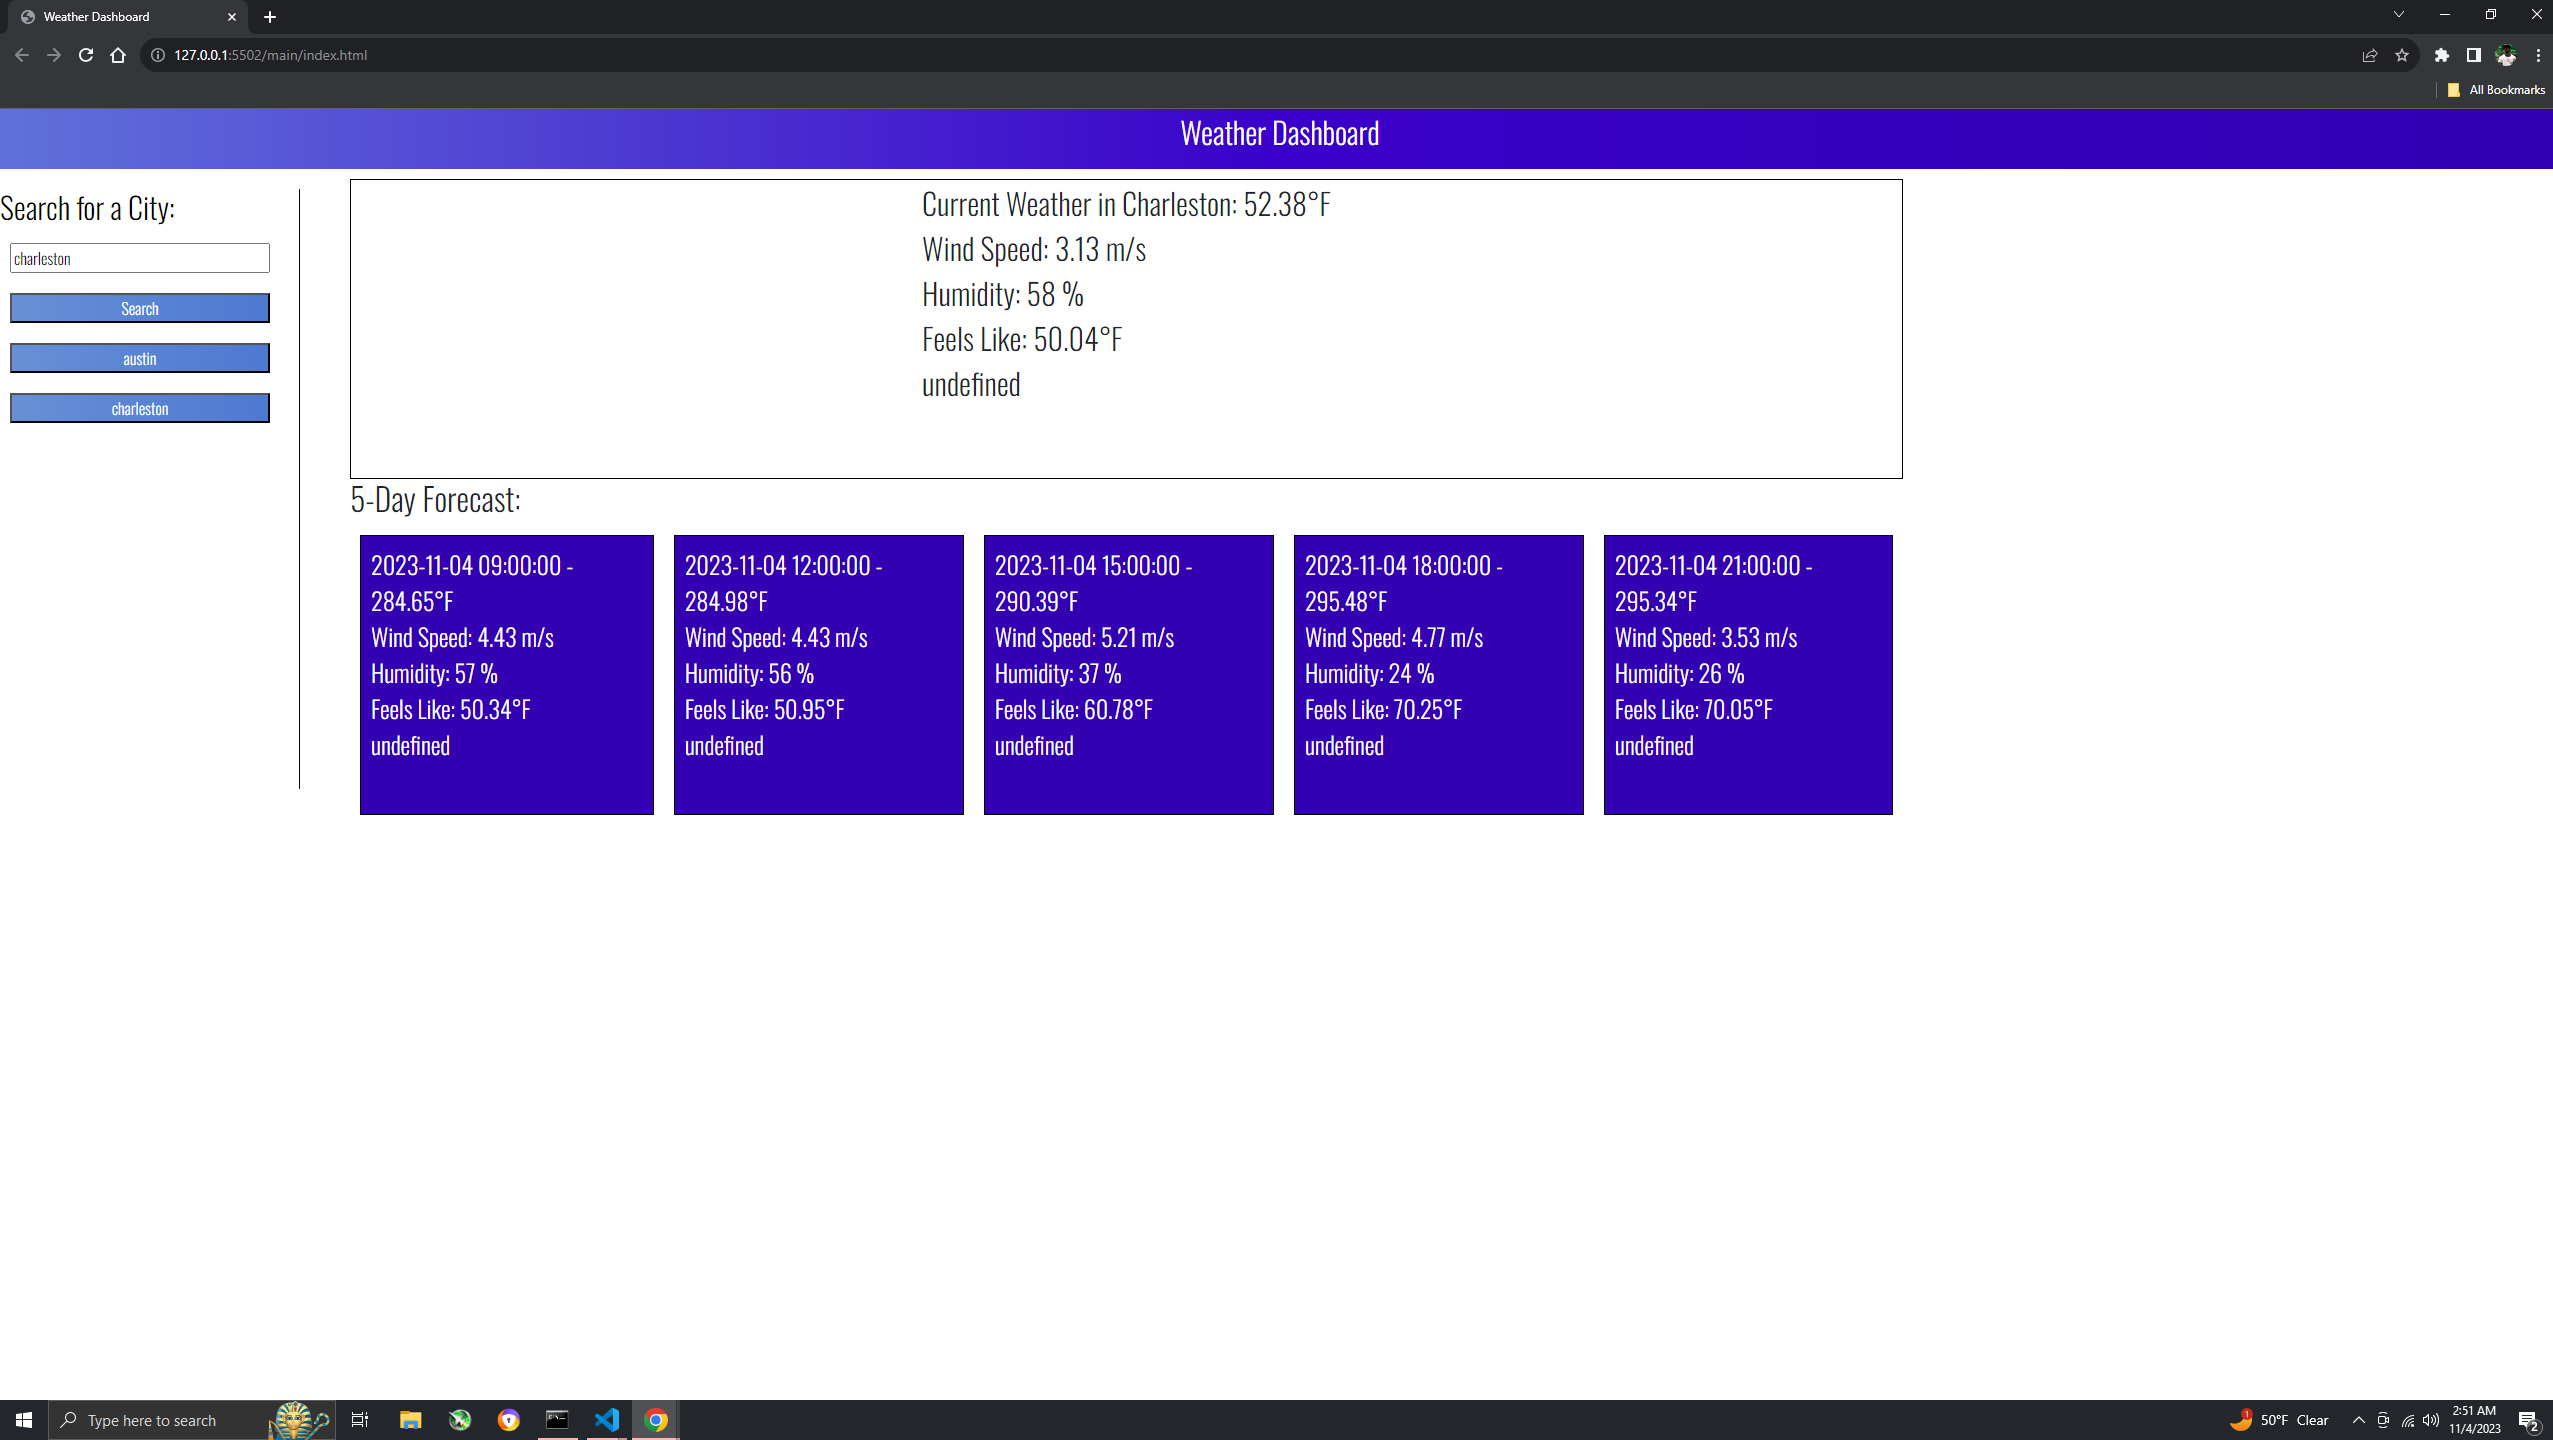 Weather Dashboard
127.0.0.1:5502/main/index.html
All Bookmarks
Weather Dashboard
Search for a City:
charleston
Search
austin
charleston
Current Weather in Charleston: 52.38°F
Wind Speed: 3.13 m/s
Humidity: 58 %
Feels Like: 50.04°F
undefined
5-Day Forecast:
2023-11-04 09:00:00 -
284.65°F
Wind Speed: 4.43 m/s
Humidity: 57 %
Feels Like: 50.34°F
undefined
2023-11-04 12:00:00 -
284.98°F
Wind Speed: 4.43 m/s
Humidity: 56 %
Feels Like: 50.95°F
undefined
2023-11-04 15:00:00 -
290.39°F
Wind Speed: 5.21 m/s
Humidity: 37 %
Feels Like: 60.78°F
undefined
2023-11-04 18:00:00 -
295.48°F
Wind Speed: 4.77 m/s
Humidity: 24 %
Feels Like: 70.25°F
undefined
2023-11-04 21:00:00 -
295.34°F
Wind Speed: 3.53 m/s
Humidity: 26 %
Feels Like: 70.05°F
undefined
Type here to search
1
50°F Clear
2:51 AM
11/4/2023
2